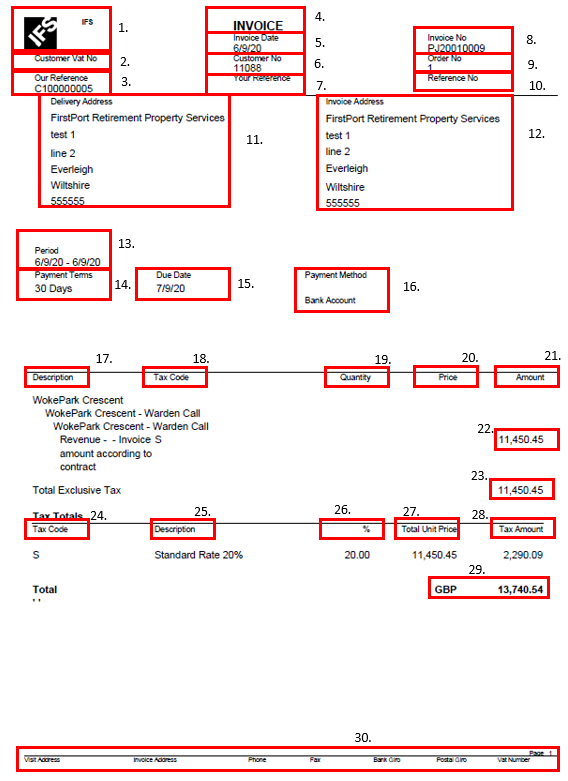 IFS
IFS
1.
INVOICE
4.
Invoice Date
6/9/20
5.
Invoice No
PJ20010009
8.
Customer Vat No
2.
Customer No
11088
6.
Order No
1
9.
Our Reference
C100000005
3.
Your Reference
7.
Reference No
10.
Delivery Address
FirstPort Retirement Property Services
test 1
line 2
Everleigh
Wiltshire
555555
11.
Invoice Address
FirstPort Retirement Property Services
test 1
line 2
Everleigh
Wiltshire
555555
12.
Period
6/9/20 - 6/9/20
13.
Payment Terms
30 Days
14.
Due Date
7/9/20
15.
Payment Method
Bank Account
16.
17. 18. 19. 20. 21.
Description Tax Code Quantity Price Amount
WokePark Crescent
WokePark Crescent - Warden Call
WokePark Crescent - Warden Call
22.
Revenue - - Invoice S 11,450.45
amount according to
contract
23.
Total Exclusive Tax 11,450.45
Tax Totals
24. 25. 26. 27. 28.
Tax Code Description % Total Unit Price Tax Amount
S Standard Rate 20% 20.00 11,450.45 2,290.09
29.
Total GBP 13,740.54
30.
Page 1
Visit Address Invoice Address Phone Fax Bank Giro Postal Giro Vat Number